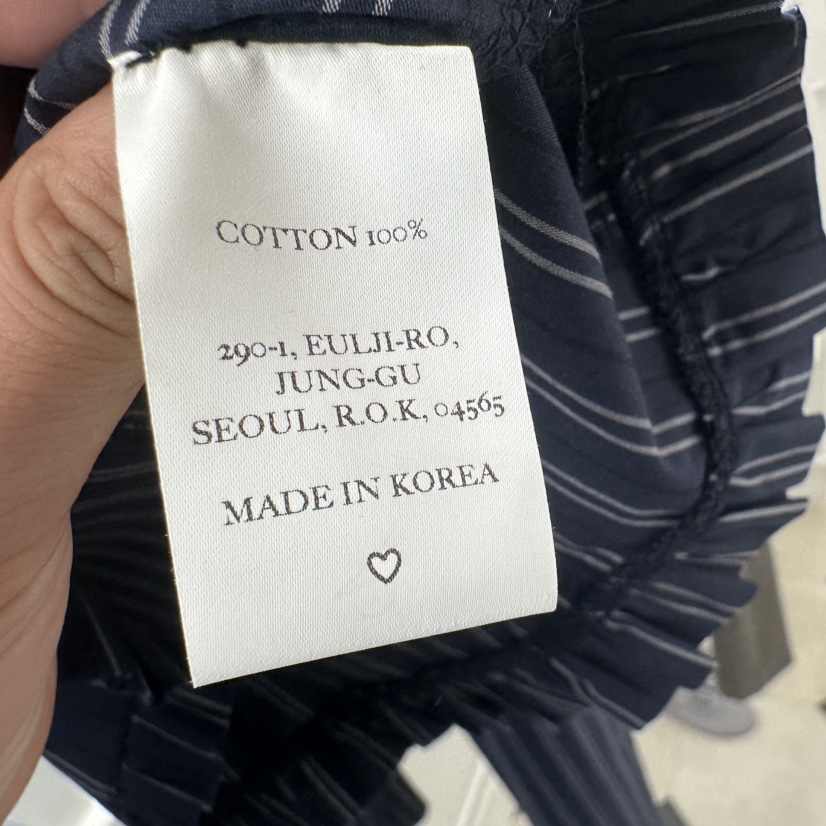 COTTON 100%
290-1, EULJI-RO,
JUNG-GU
SEOUL, R.O.K, 04565
MADE IN KOREA